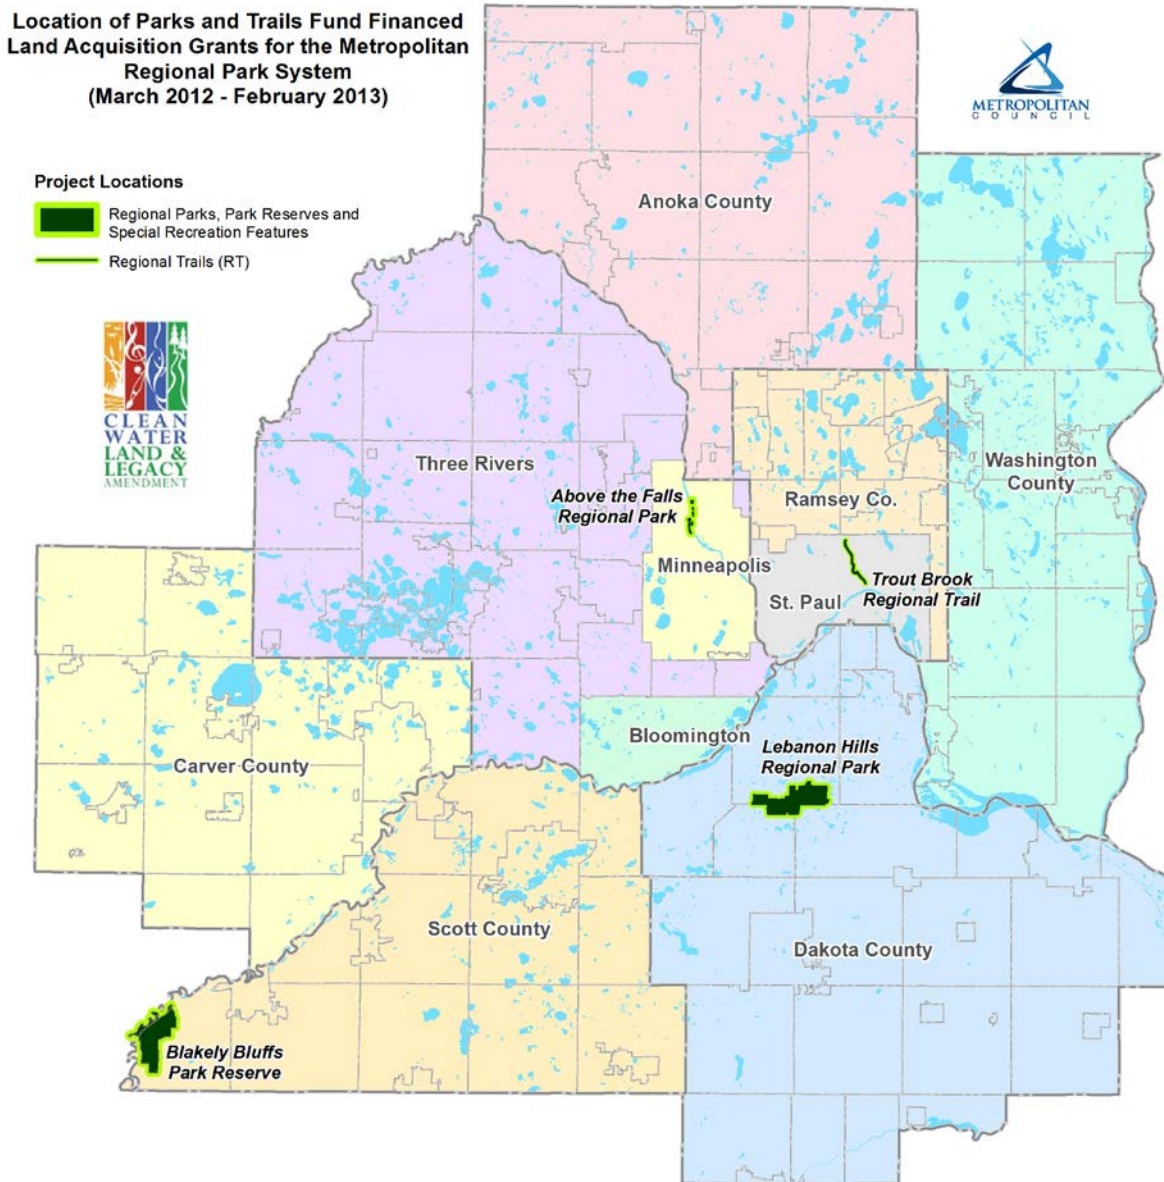 Location of Parks and Trails Fund Financed
Land Acquisition Grants for the Metropolitan
Regional Park System
(March 2012 - February 2013)
METROPOLITAN
COUNCIL
Project Locations
Regional Parks, Park Reserves and
Special Recreation Features
Regional Trails (RT)
CLEAN
WATER
LAND &
LEGACY
AMENDMENT
Anoka County
Three Rivers
Above the Falls
Regional Park
Ramsey Co.
Washington
County
Minneapolis
St. Paul
Trout Brook
Regional Trail
Bloomington
Lebanon Hills
Regional Park
Carver County
Scott County
Dakota County
Blakely Bluffs
Park Reserve